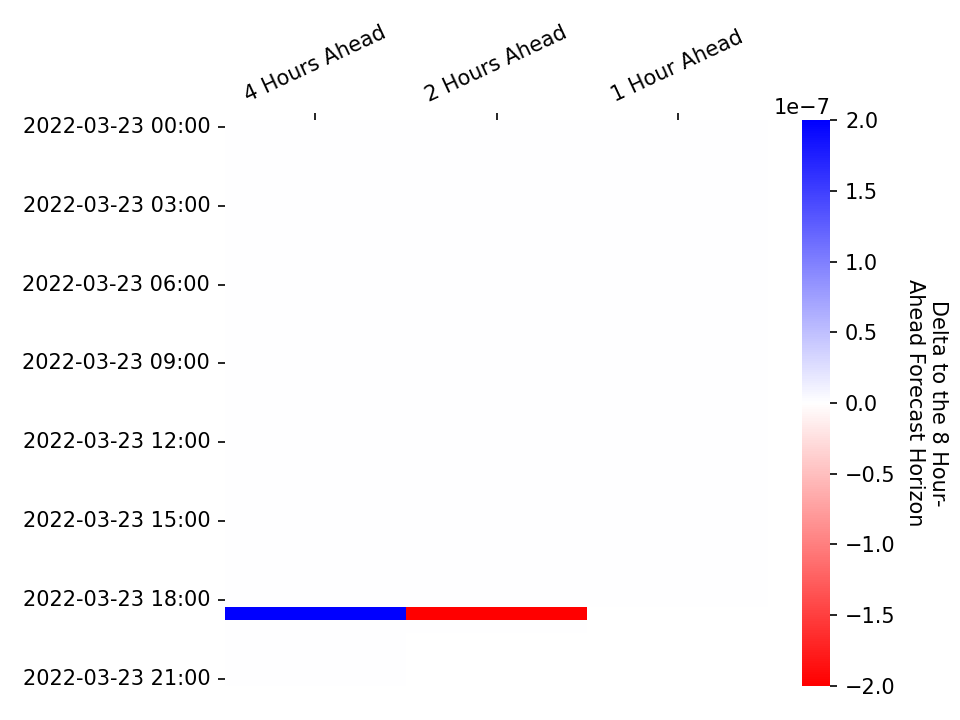 4 Hours Ahead
2 Hours Ahead
1 Hour Ahead
2022-03-23 00:00
2022-03-23 03:00
2022-03-23 06:00
2022-03-23 09:00
2022-03-23 12:00
2022-03-23 15:00
2022-03-23 18:00
2022-03-23 21:00
1e−7
2.0
1.5
1.0
0.5
0.0
−0.5
−1.0
−1.5
−2.0
Delta to the 8 Hour-
Ahead Forecast Horizon